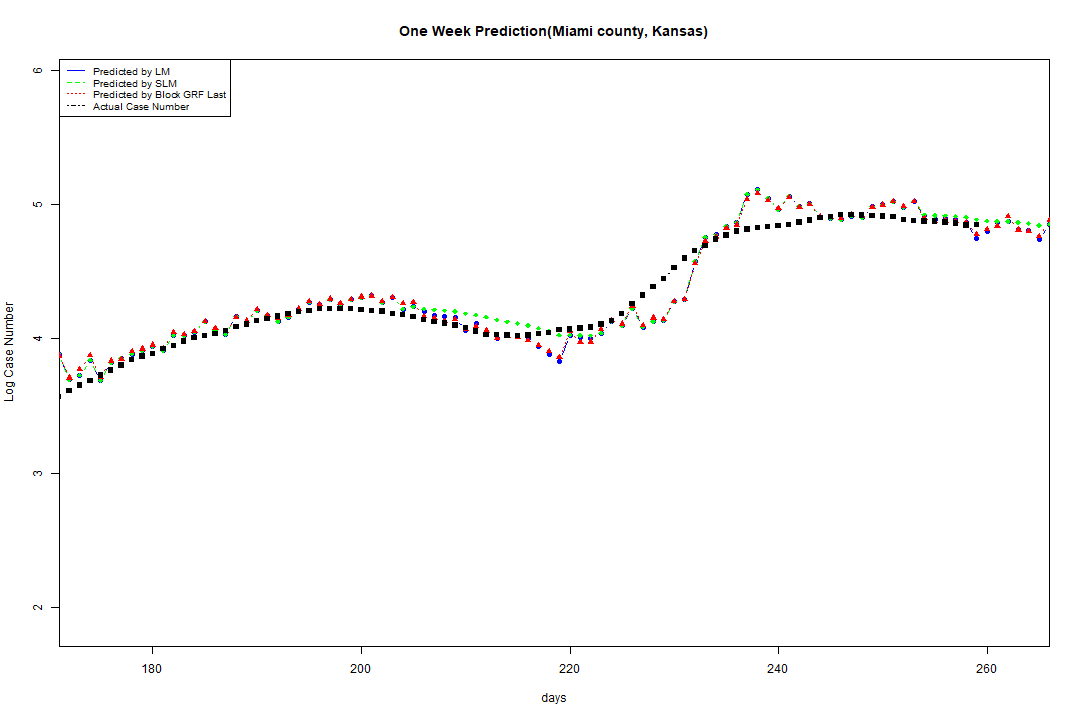 One Week Prediction(Miami county, Kansas)
Predicted by LM
Predicted by SLM
Predicted by Block GRF Last
Actual Case Number
6
5
4
3
2
Log Case Number
180 200 220 240 260
days